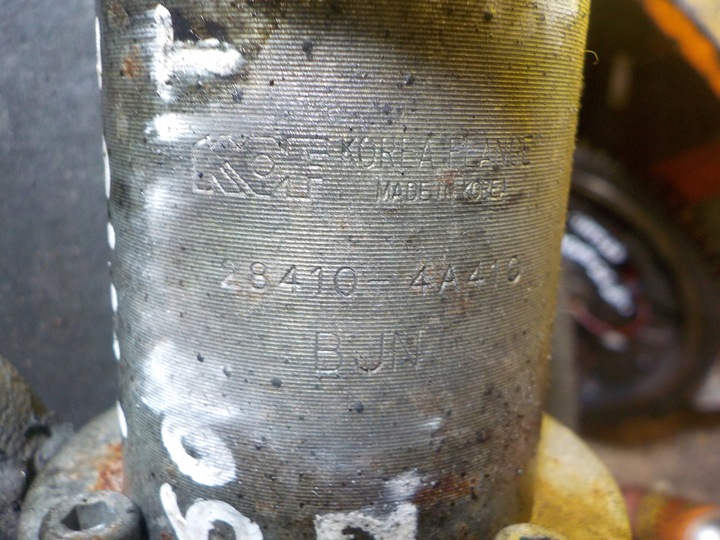 KOREA FLANGE
MADE IN KOREA
28410-4A410
BJN